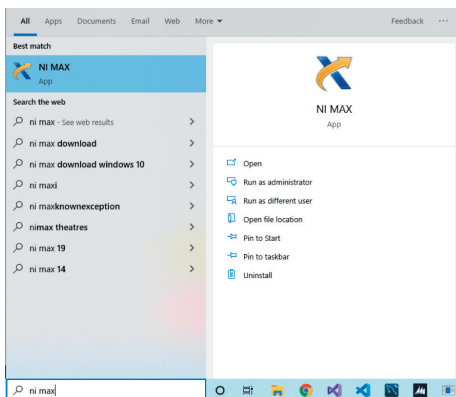 All Apps Documents Email Web More Feedback ...
Best match
NI MAX
App
Search the web
ni max - See web results
ni max download
ni max download windows 10
ni maxi
ni maxknownexception
nimax theatres
ni max 19
ni max 14
NI MAX
App
Open
Run as administrator
Run as different user
Open file location
Pin to Start
Pin to taskbar
Uninstall
ni max